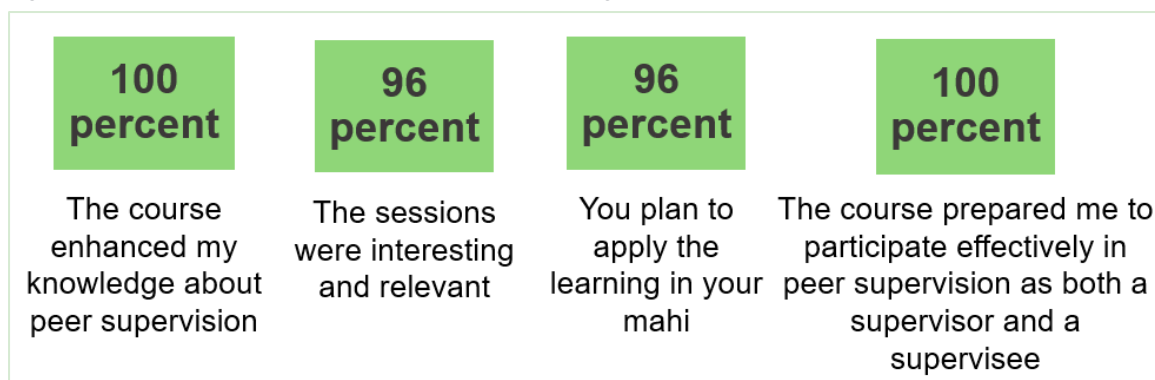 100
percent
The course
enhanced my
knowledge about
peer supervision
96
percent
The sessions
were interesting
and relevant
96
percent
You plan to
apply the
learning in your
mahi
100
percent
The course prepared me to
participate effectively in
peer supervision as both a
supervisor and a
supervisee